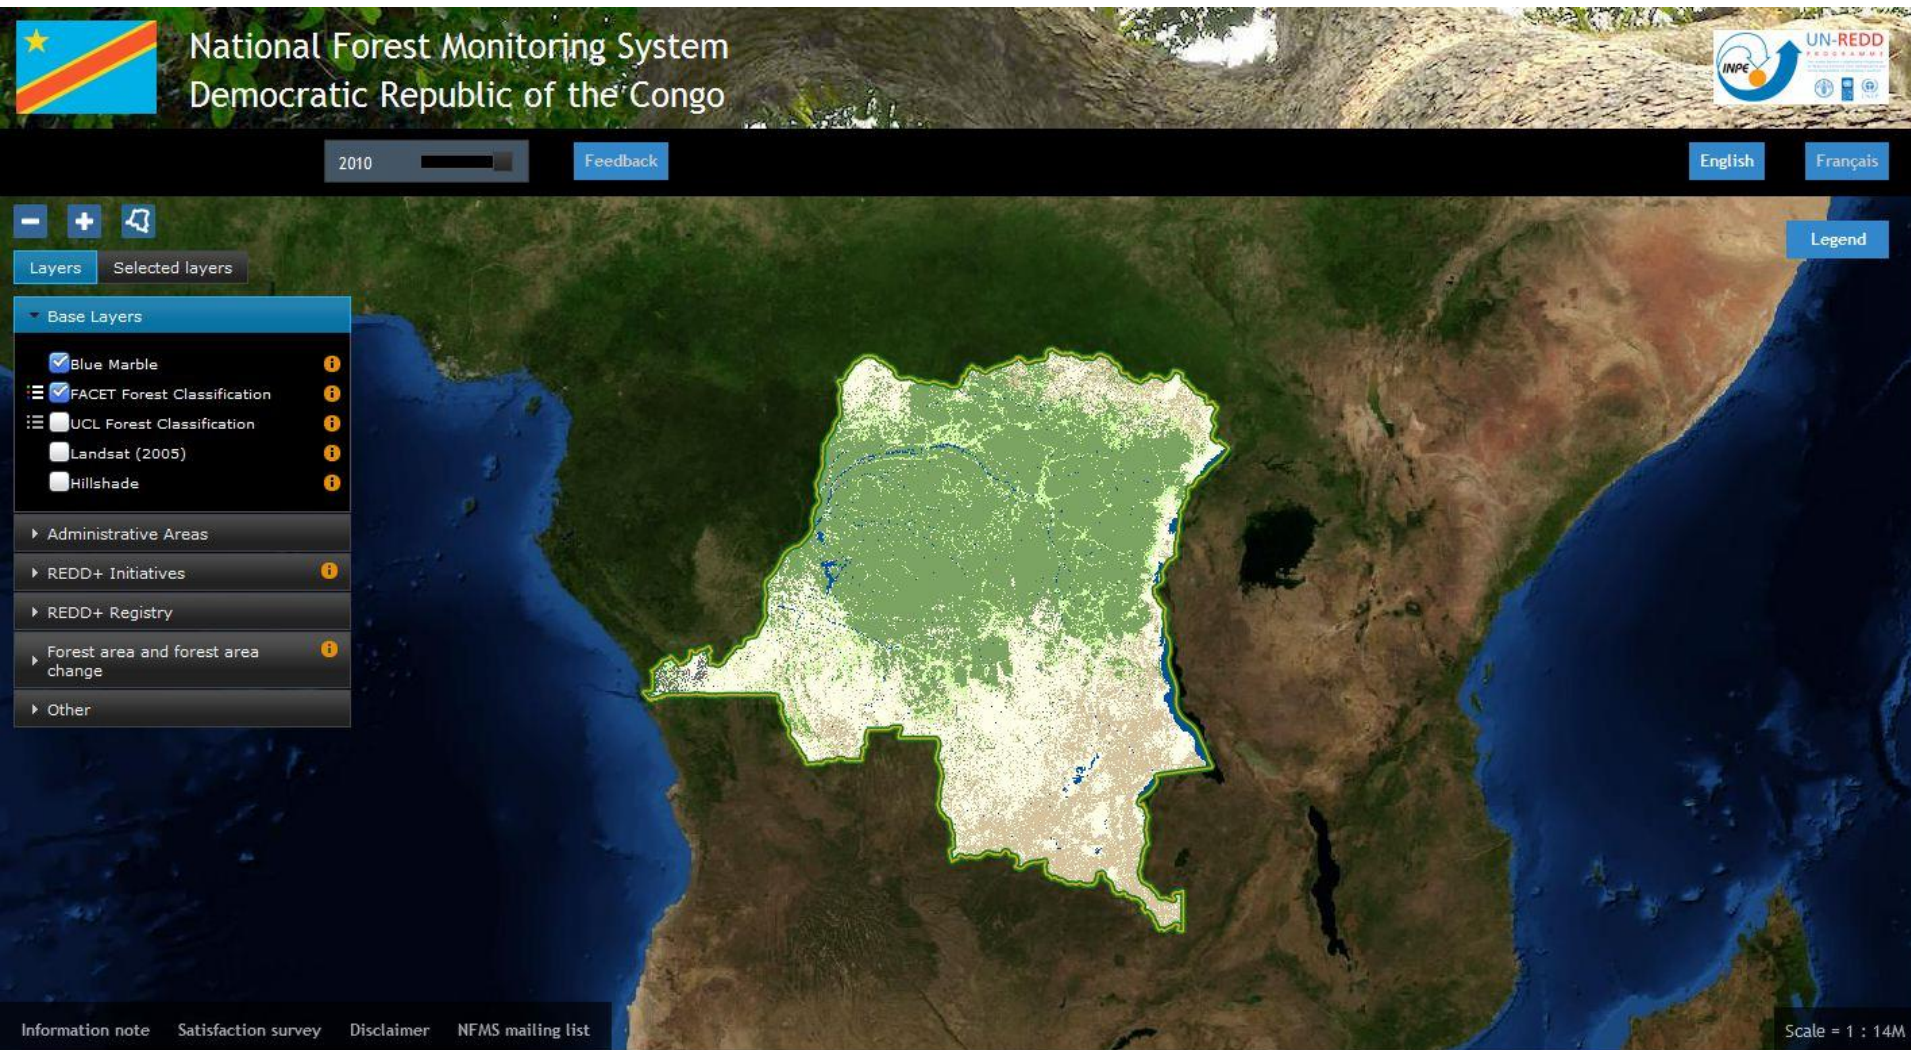 National Forest Monitoring System
Democratic Republic of the Congo
INPE
UN-REDD
PROGRAMME
2010
Feedback
English
Français
Legend
Layers
Selected layers
Base Layers
Blue Marble
FACET Forest Classification
UCL Forest Classification
Landsat (2005)
Hillshade
Administrative Areas
REDD+ Initiatives
REDD+ Registry
Forest area and forest area
change
Other
Information note
Satisfaction survey
Disclaimer
NFMS mailing list
Scale = 1 : 14M